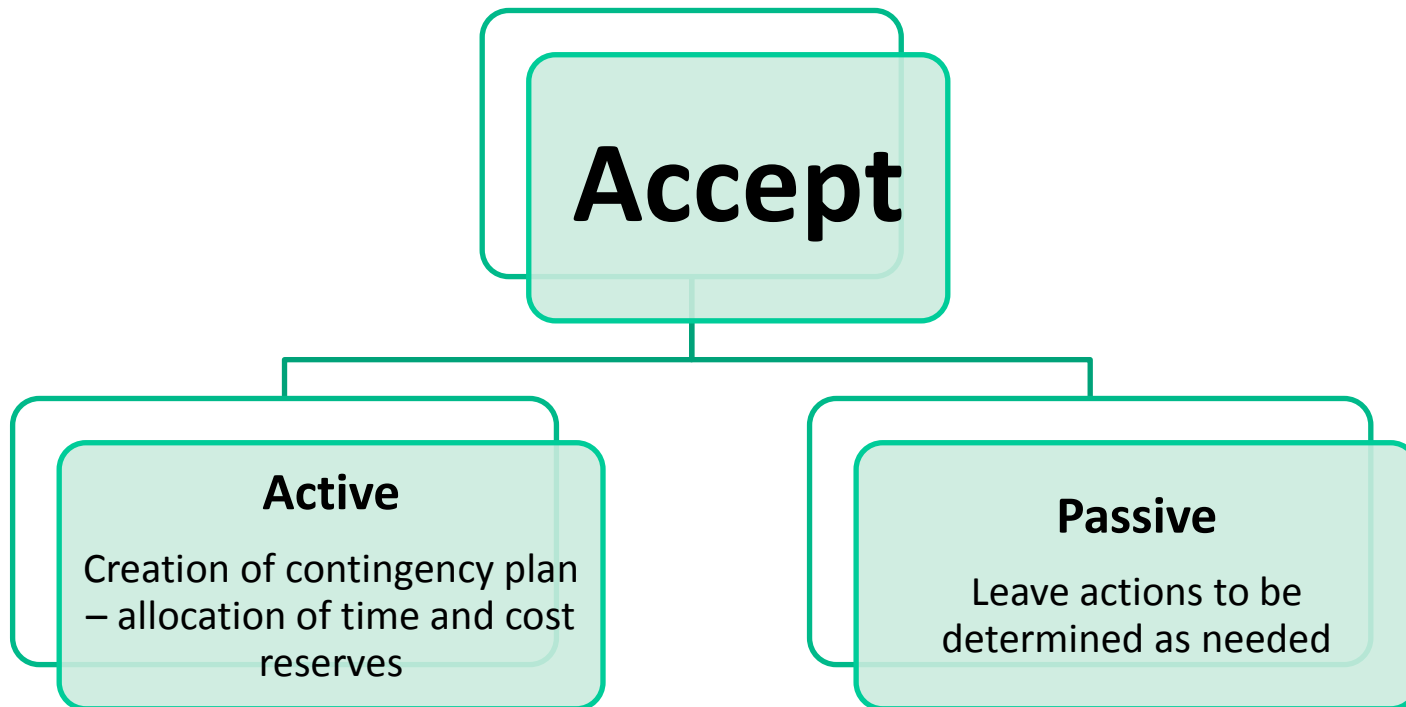 Accept
Active
Creation of contingency plan
– allocation of time and cost
reserves
Passive
Leave actions to be
determined as needed